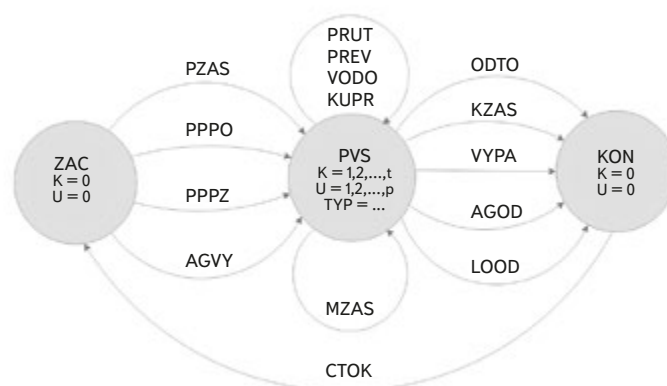 PRUT
PREV
VODO
KUPR
PZAS
PPPO
PPPZ
AGVY
ZAC
K = 0
U = 0
PVS
K = 1,2,...,t
U = 1,2,...,p
TYP = ...
MZAS
ODTO
KZAS
VYPA
AGOD
LOOD
KON
K = 0
U = 0
CTOK